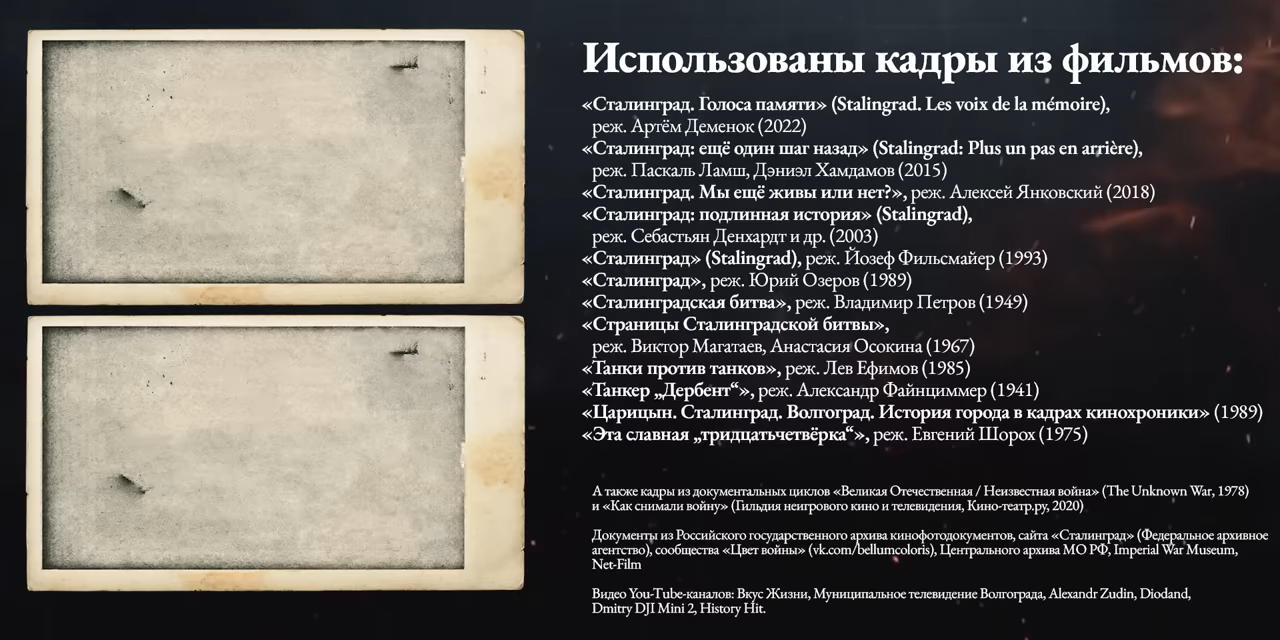 Использованы кадры из фильмов:
«Сталинград. Голоса памяти» (Stalingrad. Les voix de la mémoire),
реж. Артём Деменок (2022)
«Сталинград: ещё один шаг назад» (Stalingrad: Plus un pas en arrière),
реж. Паскаль Ламш, Дэниэл Хамдамов (2015)
«Сталинград. Мы ещё живы или нет?», реж. Алексей Янковский (2018)
«Сталинград: подлинная история» (Stalingrad),
реж. Себастьян Денхардт и др. (2003)
«Сталинград» (Stalingrad), реж. Йозеф Фильсмайер (1993)
«Сталинград», реж. Юрий Озеров (1989)
«Сталинградская битва», реж. Владимир Петров (1949)
«Страницы Сталинградской битвы»,
реж. Виктор Магатаев, Анастасия Осокина (1967)
«Танки против танков», реж. Лев Ефимов (1985)
«Танкер „Дербент“», реж. Александр Файнциммер (1941)
«Царицын. Сталинград. Волгоград. История города в кадрах кинохроники» (1989)
«Эта славная „тридцатьчетвёрка“», реж. Евгений Шорох (1975)
А также кадры из документальных циклов «Великая Отечественная / Неизвестная война» (The Unknown War, 1978)
и «Как снимали войну» (Гильдия неигрового кино и телевидения, Кино-театр.ру, 2020)
Документы из Российского государственного архива кинофотодокументов, сайта «Сталинград» (Федеральное архивное
агентство), сообщества «Цвет войны» (vk.com/bellumcoloris), Центрального архива МО РФ, Imperial War Museum,
Net-Film
Видео You-Tube-каналов: Вкус Жизни, Муниципальное телевидение Волгограда, Alexandr Zudin, Diodand,
Dmitry DJI Mini 2, History Hit.